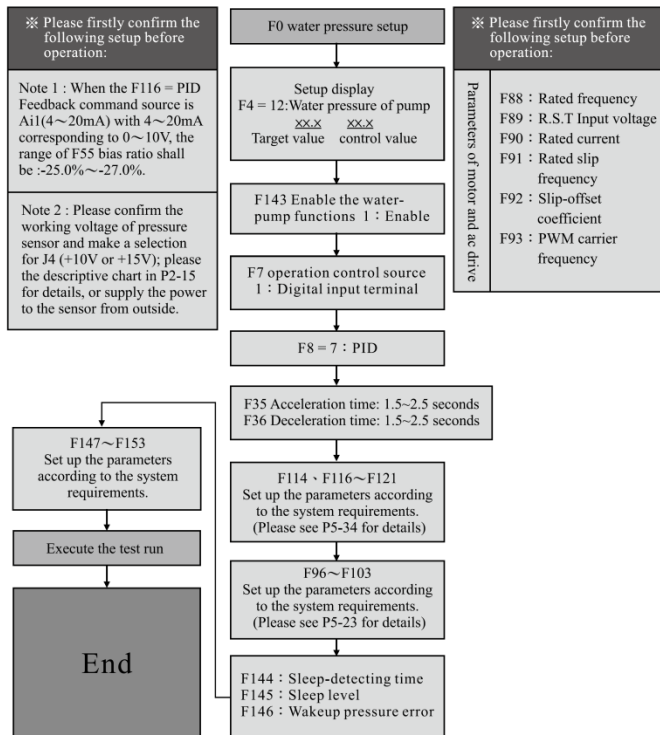 ※ Please firstly confirm the
following setup before
operation:
Note 1 : When the F116 = PID
Feedback command source is
Ai1(4～20mA) with 4～20mA
corresponding to 0～10V, the
range of F55 bias ratio shall
be :-25.0%～-27.0%.
Note 2 : Please confirm the
working voltage of pressure
sensor and make a selection
for J4 (+10V or +15V); please
the descriptive chart in P2-15
for details, or supply the power
to the sensor from outside.
F0 water pressure setup
Setup display
F4 = 12:Water pressure of pump
xx.x xx.x
Target value control value
F143 Enable the water-
pump functions 1：Enable
F7 operation control source
1：Digital input terminal
F8 = 7：PID
F35 Acceleration time: 1.5~2.5 seconds
F36 Deceleration time: 1.5~2.5 seconds
F114、F116～F121
Set up the parameters according
to the system requirements.
(Please see P5-34 for details)
F96～F103
Set up the parameters according
to the system requirements.
(Please see P5-23 for details)
F144：Sleep-detecting time
F145：Sleep level
F146：Wakeup pressure error
F147～F153
Set up the parameters
according to the system
requirements.
Execute the test run
End
※ Please firstly confirm the
following setup before
operation:
Parameters of motor and ac drive
F88：Rated frequency
F89：R.S.T Input voltage
F90：Rated current
F91：Rated slip
frequency
F92：Slip-offset
coefficient
F93：PWM carrier
frequency